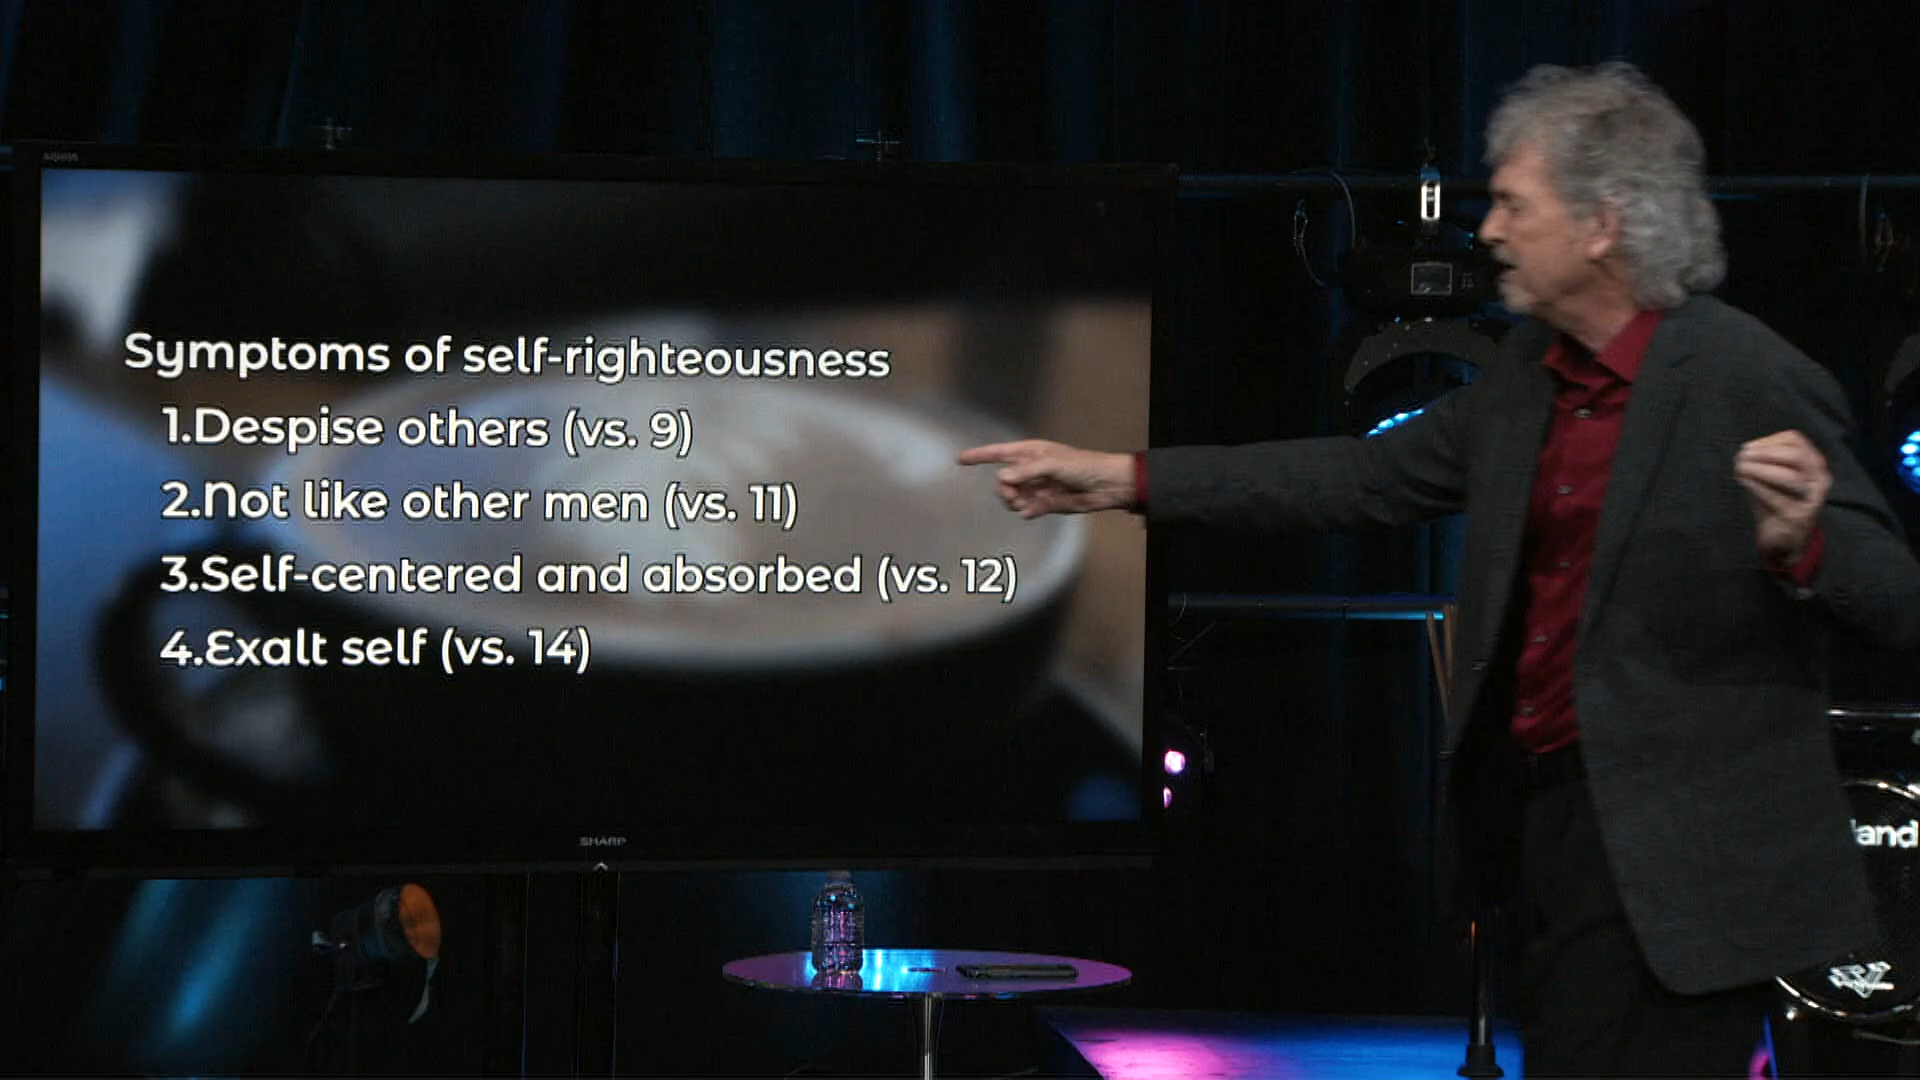 Symptoms of self-righteousness
1.Despise others (vs. 9)
2.Not like other men (vs. 11)
3.Self-centered and absorbed (vs. 12)
4.Exalt self (vs. 14)
SHARP
land